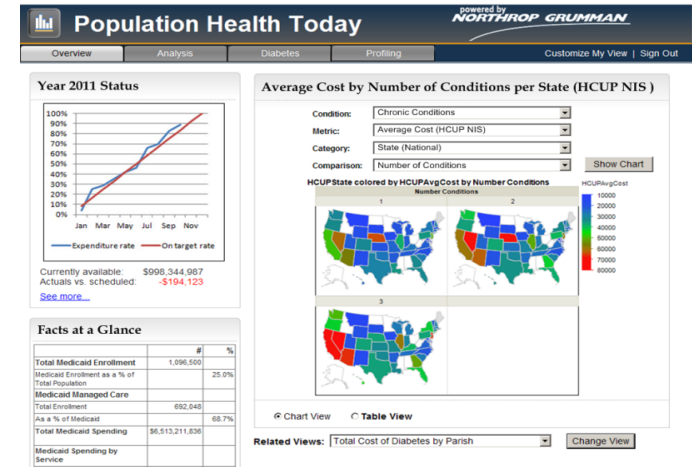 Population Health Today
powered by
NORTHROP GRUMMAN
Overview
Analysis
Diabetes
Profiling
Customize My View | Sign Out
Year 2011 Status
100%
90%
80%
70%
60%
50%
40%
30%
20%
10%
0%
Jan Mar May Jul Sep Nov
Expenditure rate
On target rate
Currently available: $998,344,987
Actuals vs. scheduled: -$194,123
See more...
Facts at a Glance
# %
Total Medicaid Enrollment 1,096,500
Medicaid Enrollment as a % of
Total Population 25.0%
Medicaid Managed Care
Total Enrollment 692,048
As a % of Medicaid 68.7%
Total Medicaid Spending $6,513,211,836
Medicaid Spending by
Service
Average Cost by Number of Conditions per State (HCUP NIS )
Condition: Chronic Conditions
Metric: Average Cost (HCUP NIS)
Category: State (National)
Comparison: Number of Conditions
Show Chart
HCUPState colored by HCUPAvgCost by Number Conditions
Number Conditions
1
2
3
HCUPAvgCost
10000
20000
30000
40000
50000
60000
80000
Chart View
Table View
Related Views: Total Cost of Diabetes by Parish
Change View